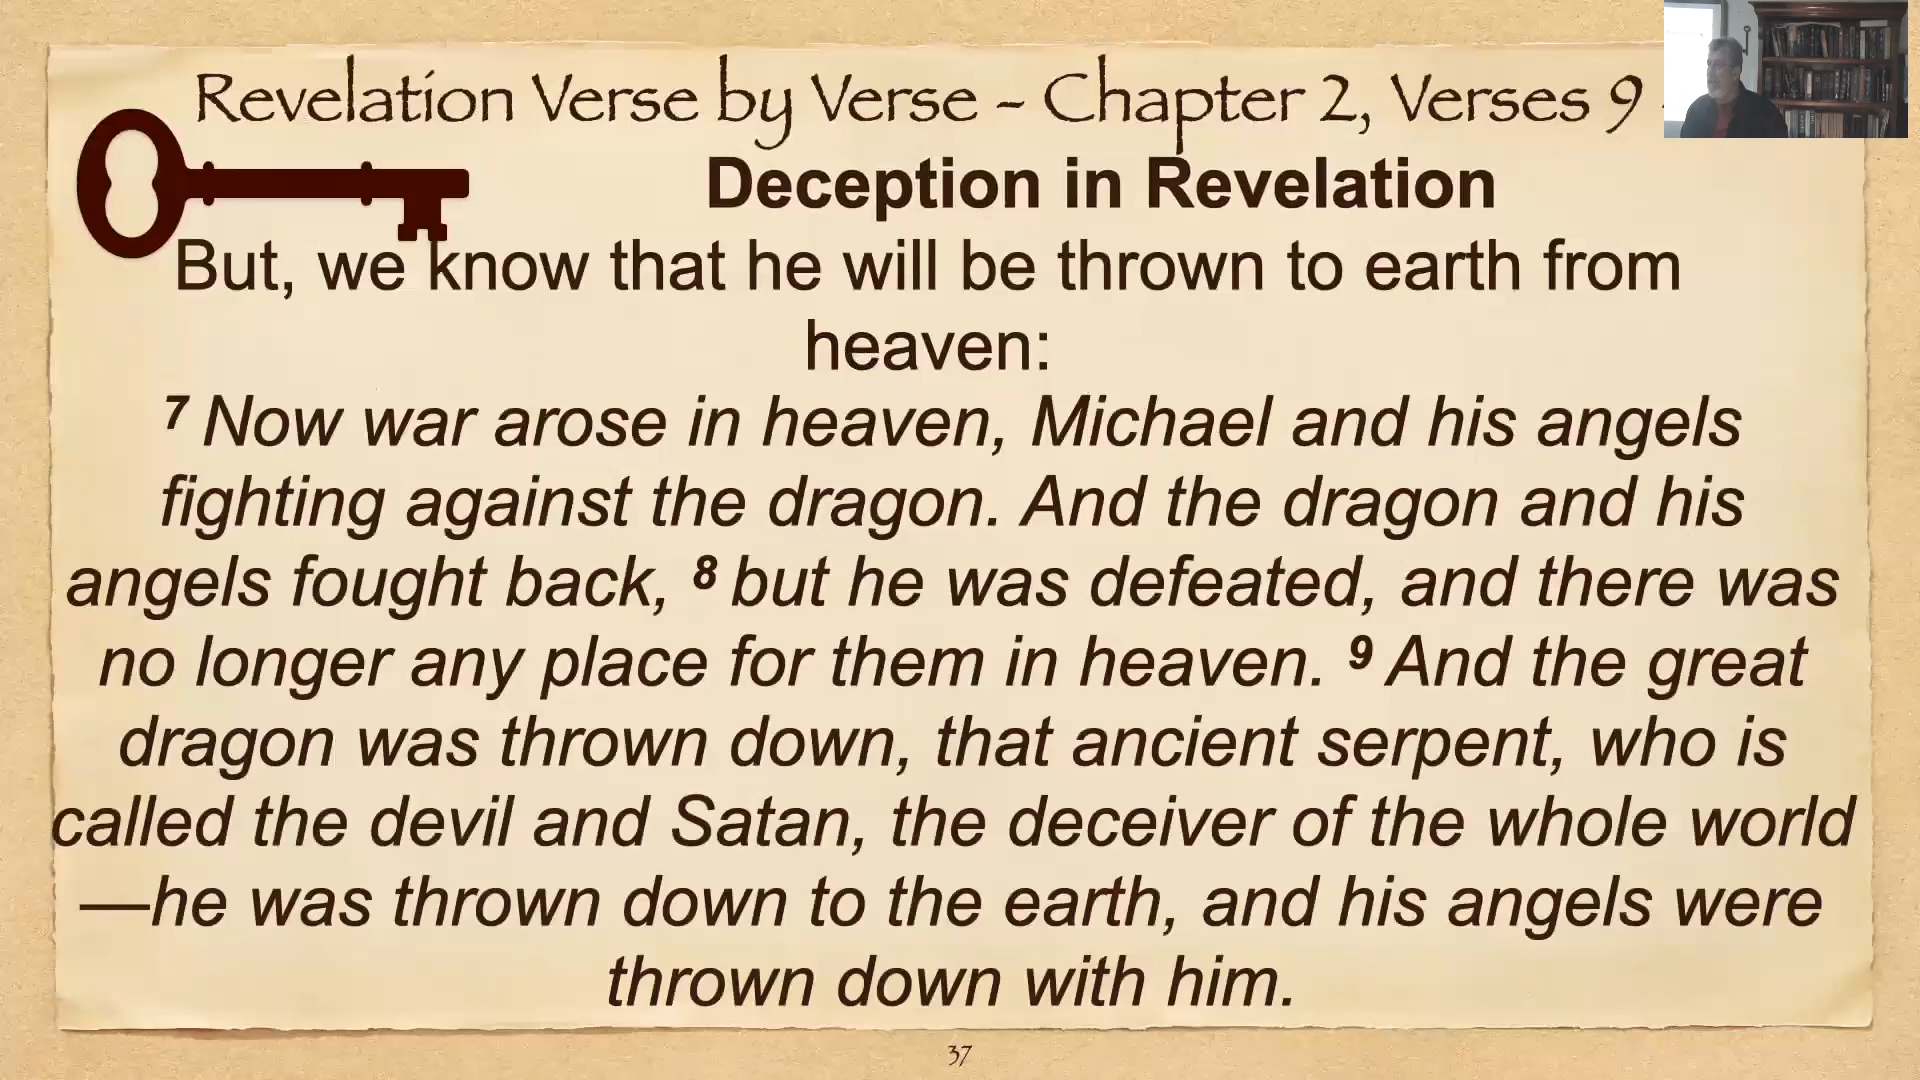 Revelation Verse by Verse - Chapter 2, Verses 9
Deception in Revelation
But, we know that he will be thrown to earth from
heaven:
7 Now war arose in heaven, Michael and his angels
fighting against the dragon. And the dragon and his
angels fought back, 8 but he was defeated, and there was
no longer any place for them in heaven. 9 And the great
dragon was thrown down, that ancient serpent, who is
called the devil and Satan, the deceiver of the whole world
—he was thrown down to the earth, and his angels were
thrown down with him.
37